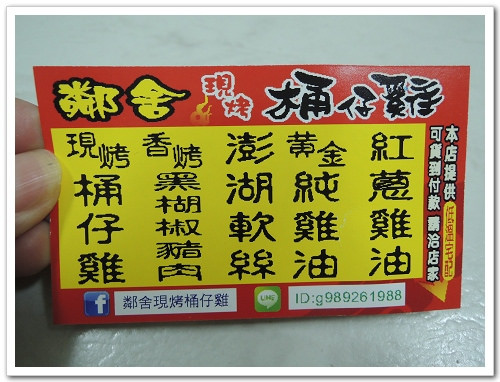 鄰舍 現烤 桶仔雞
現烤桶仔雞
香烤黑胡椒豬肉
澎湖軟絲
黃金純雞油
紅蔥雞油
本店提供
可貨到付款 請洽店家
鄰舍現烤桶仔雞
LINE
ID:g989261988